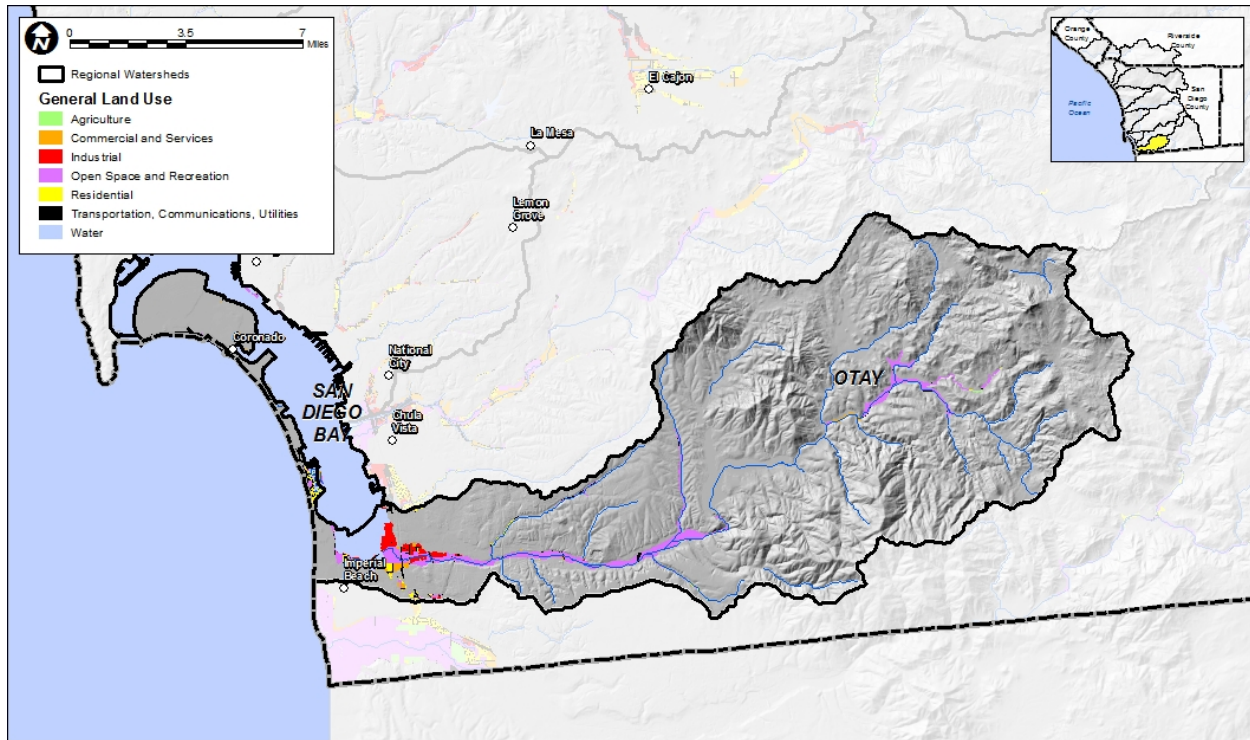 N
0 3.5 7
Miles
Regional Watersheds
General Land Use
Agriculture
Commercial and Services
Industrial
Open Space and Recreation
Residential
Transportation, Communications, Utilities
Water
Orange
County
Riverside
County
San
Diego
County
Pacific
Ocean
El Cajon
La Mesa
Lemon
Grove
Coronado
National
City
SAN
DIEGO
BAY
Chula
Vista
OTAY
Imperial
Beach